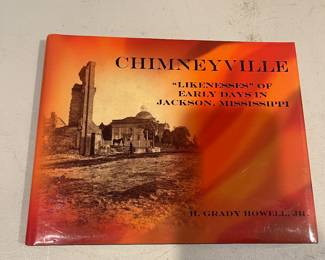 CHIMNEYVILLE
"LIKENESSES" OF
EARLY DAYS IN
JACKSON, MISSISSIPPI
H. GRADY HOWELL, JR.